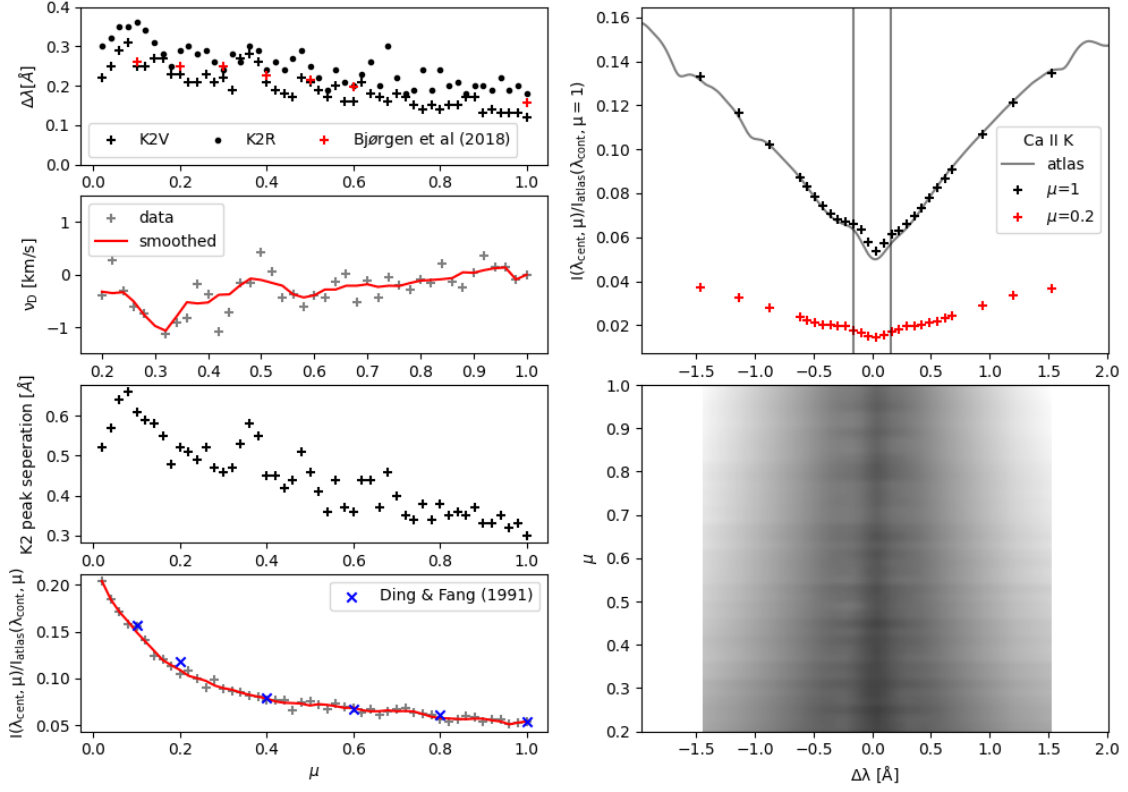 0.4
0.3
0.2
0.1
0.0
Δλ[Å]
K2V
K2R
Bjørgen et al (2018)
0.0 0.2 0.4 0.6 0.8 1.0
1
0
−1
ν_D [km/s]
data
smoothed
0.2 0.3 0.4 0.5 0.6 0.7 0.8 0.9 1.0
0.6
0.5
0.4
0.3
K2 peak seperation [Å]
0.0 0.2 0.4 0.6 0.8 1.0
0.20
0.15
0.10
0.05
I(λ_cent, μ)/I_atlas(λ_cont, μ)
Ding & Fang (1991)
0.0 0.2 0.4 0.6 0.8 1.0
μ
0.16
0.14
0.12
0.10
0.08
0.06
0.04
0.02
I(λ_cent, μ)/I_atlas(λ_cont, μ = 1)
Ca II K
atlas
μ=1
μ=0.2
−1.5 −1.0 −0.5 0.0 0.5 1.0 1.5 2.0
1.0
0.9
0.8
0.7
0.6
0.5
0.4
0.3
0.2
μ
−1.5 −1.0 −0.5 0.0 0.5 1.0 1.5 2.0
Δλ [Å]